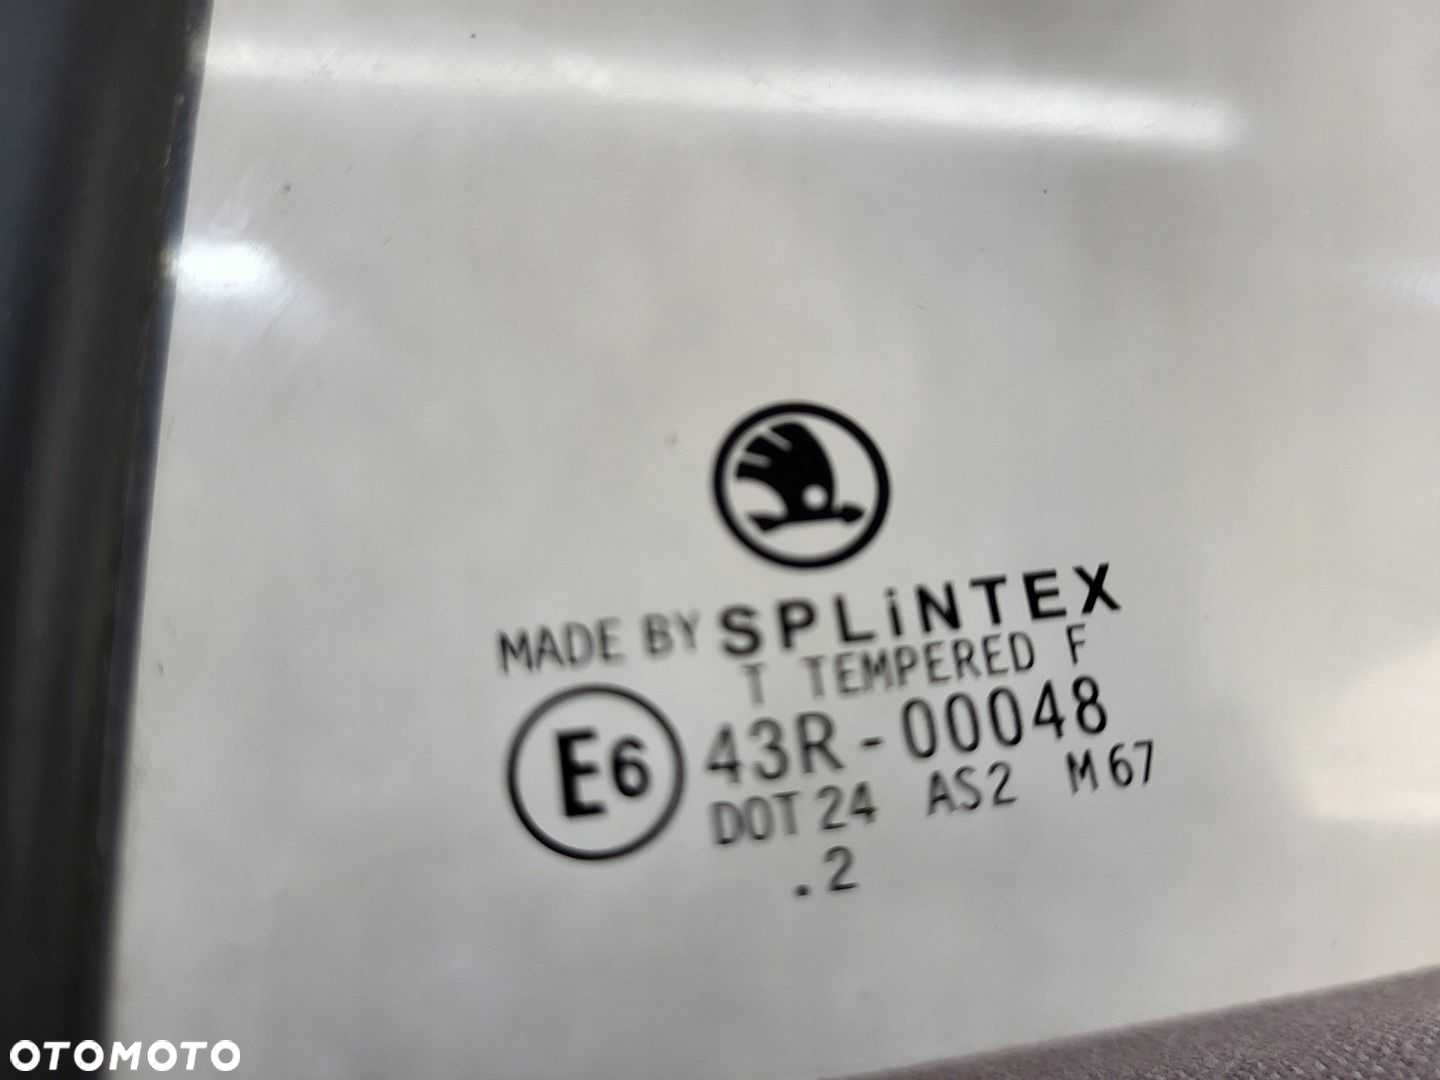 MADE BY SPLiNTEX
T TEMPERED F
E6 43R-00048
DOT 24 AS2 M67
.2
OTOMOTO